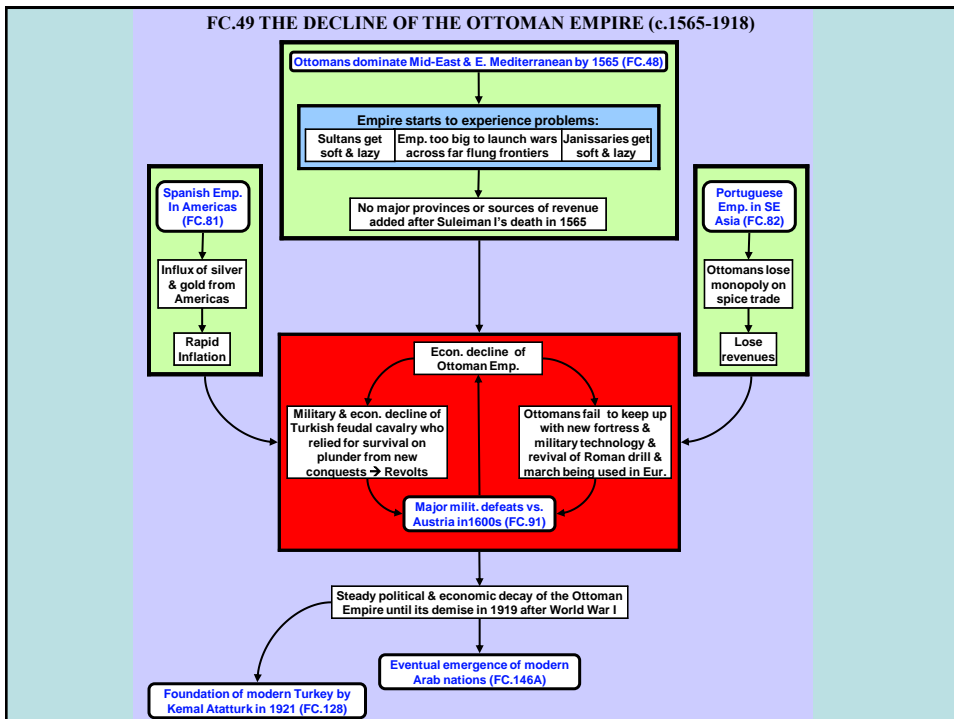 FC.49 THE DECLINE OF THE OTTOMAN EMPIRE (c.1565-1918)
Ottomans dominate Mid-East & E. Mediterranean by 1565 (FC.48)
Empire starts to experience problems:
Sultans get
soft & lazy
Emp. too big to launch wars
across far flung frontiers
Janissaries get
soft & lazy
No major provinces or sources of revenue
added after Suleiman I's death in 1565
Spanish Emp.
In Americas
(FC.81)
Influx of silver
& gold from
Americas
Rapid
Inflation
Portuguese
Emp. in SE
Asia (FC.82)
Ottomans lose
monopoly on
spice trade
Lose
revenues
Econ. decline of
Ottoman Emp.
Military & econ. decline of
Turkish feudal cavalry who
relied for survival on
plunder from new
conquests → Revolts
Ottomans fail to keep up
with new fortress &
military technology &
revival of Roman drill &
march being used in Eur.
Major milit. defeats vs.
Austria in1600s (FC.91)
Steady political & economic decay of the Ottoman
Empire until its demise in 1919 after World War I
Eventual emergence of modern
Arab nations (FC.146A)
Foundation of modern Turkey by
Kemal Atatturk in 1921 (FC.128)